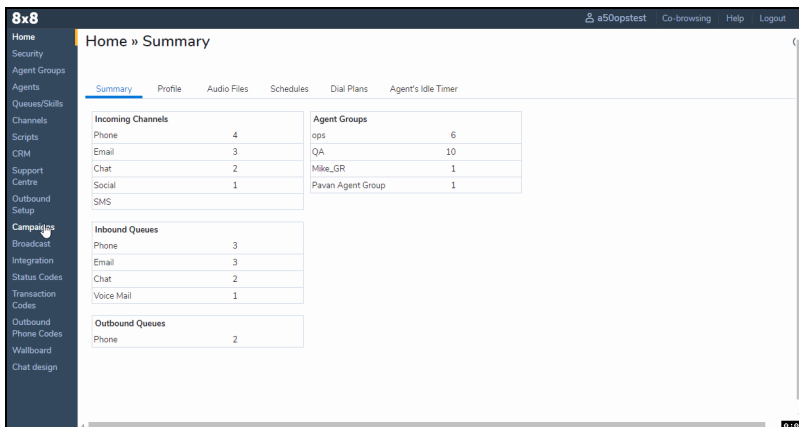 8x8
a50opstest Co-browsing Help Logout
Home
Security
Agent Groups
Agents
Queues/Skills
Channels
Scripts
CRM
Support
Centre
Outbound
Setup
Campaigns
Broadcast
Integration
Status Codes
Transaction
Codes
Outbound
Phone Codes
Wallboard
Chat design
Home » Summary
Summary Profile Audio Files Schedules Dial Plans Agent's Idle Timer
Incoming Channels
Phone 4
Email 3
Chat 2
Social 1
SMS
Agent Groups
ops 6
QA 10
Mike_GR 1
Pavan Agent Group 1
Inbound Queues
Phone 3
Email 3
Chat 2
Voice Mail 1
Outbound Queues
Phone 2